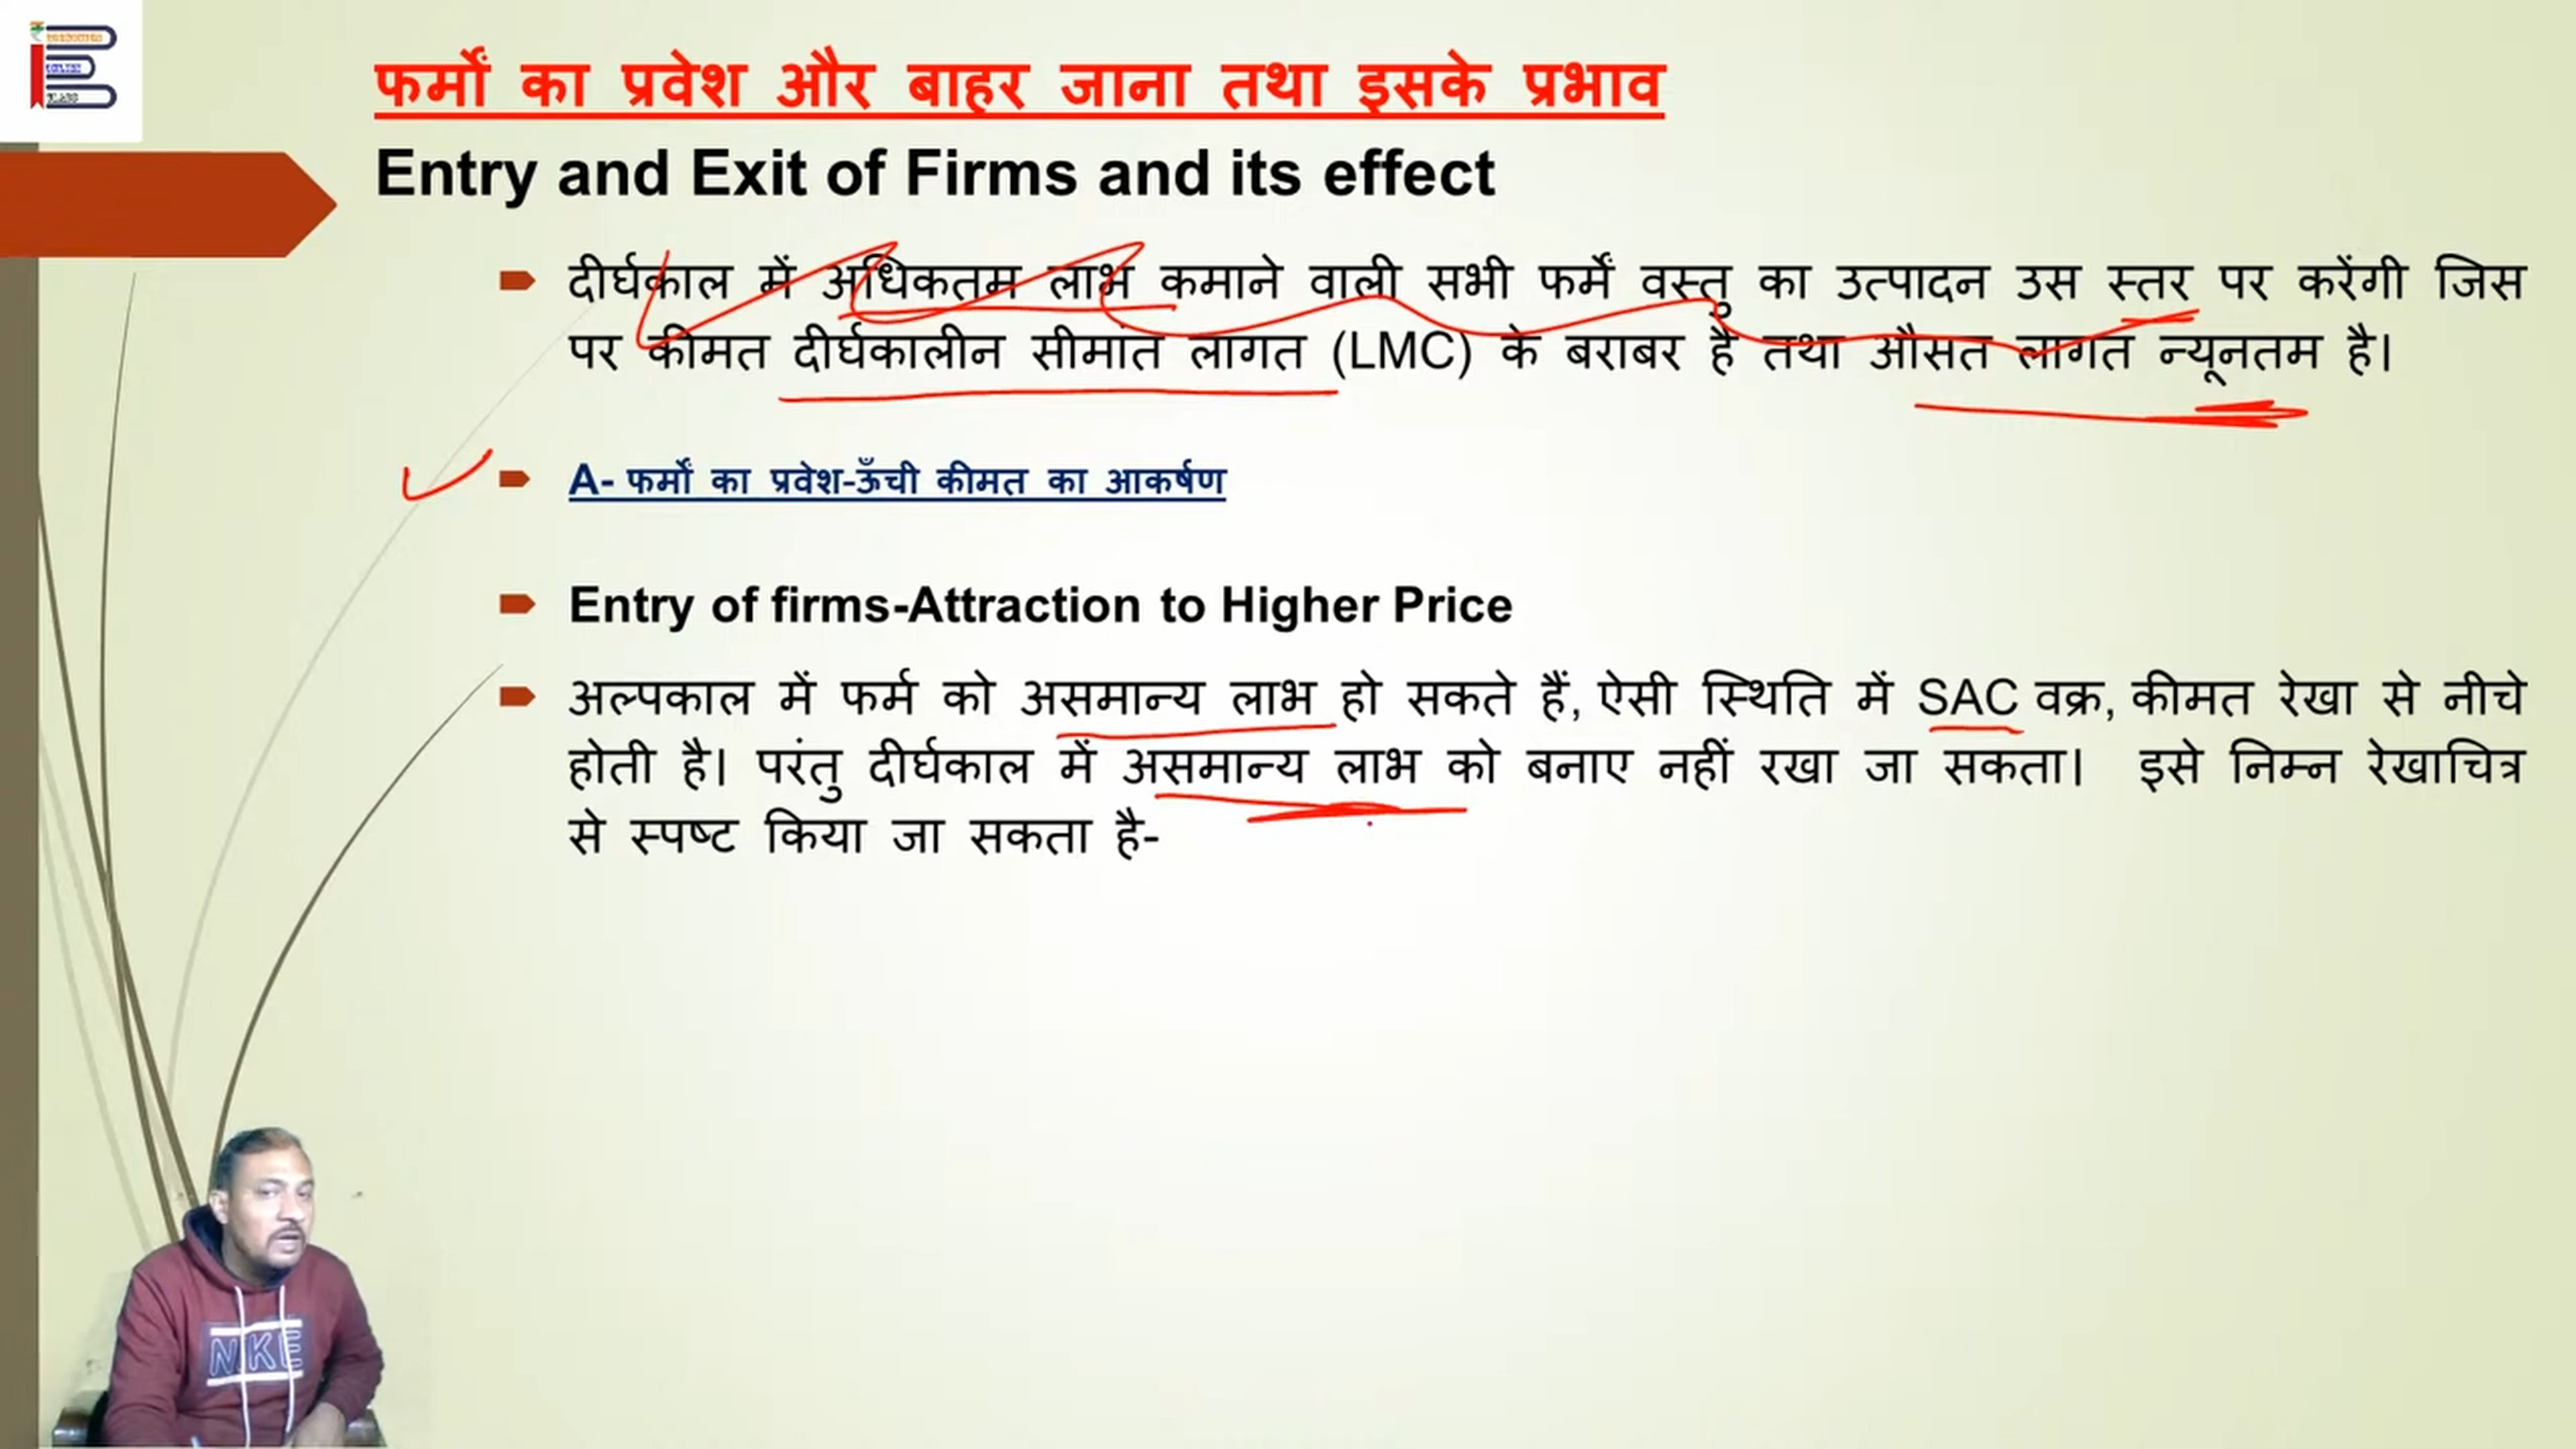 फर्मों का प्रवेश और बाहर जाना तथा इसके प्रभाव
Entry and Exit of Firms and its effect
दीर्घकाल में अधिकतम लाभ कमाने वाली सभी फर्में वस्तु का उत्पादन उस स्तर पर करेंगी जिस
पर कीमत दीर्घकालीन सीमांत लागत (LMC) के बराबर है तथा औसत लागत न्यूनतम है।
A- फर्मों का प्रवेश-ऊँची कीमत का आकर्षण
Entry of firms-Attraction to Higher Price
अल्पकाल में फर्म को असमान्य लाभ हो सकते हैं, ऐसी स्थिति में SAC वक्र, कीमत रेखा से नीचे
होती है। परंतु दीर्घकाल में असमान्य लाभ को बनाए नहीं रखा जा सकता। इसे निम्न रेखाचित्र
से स्पष्ट किया जा सकता है-
NIKE